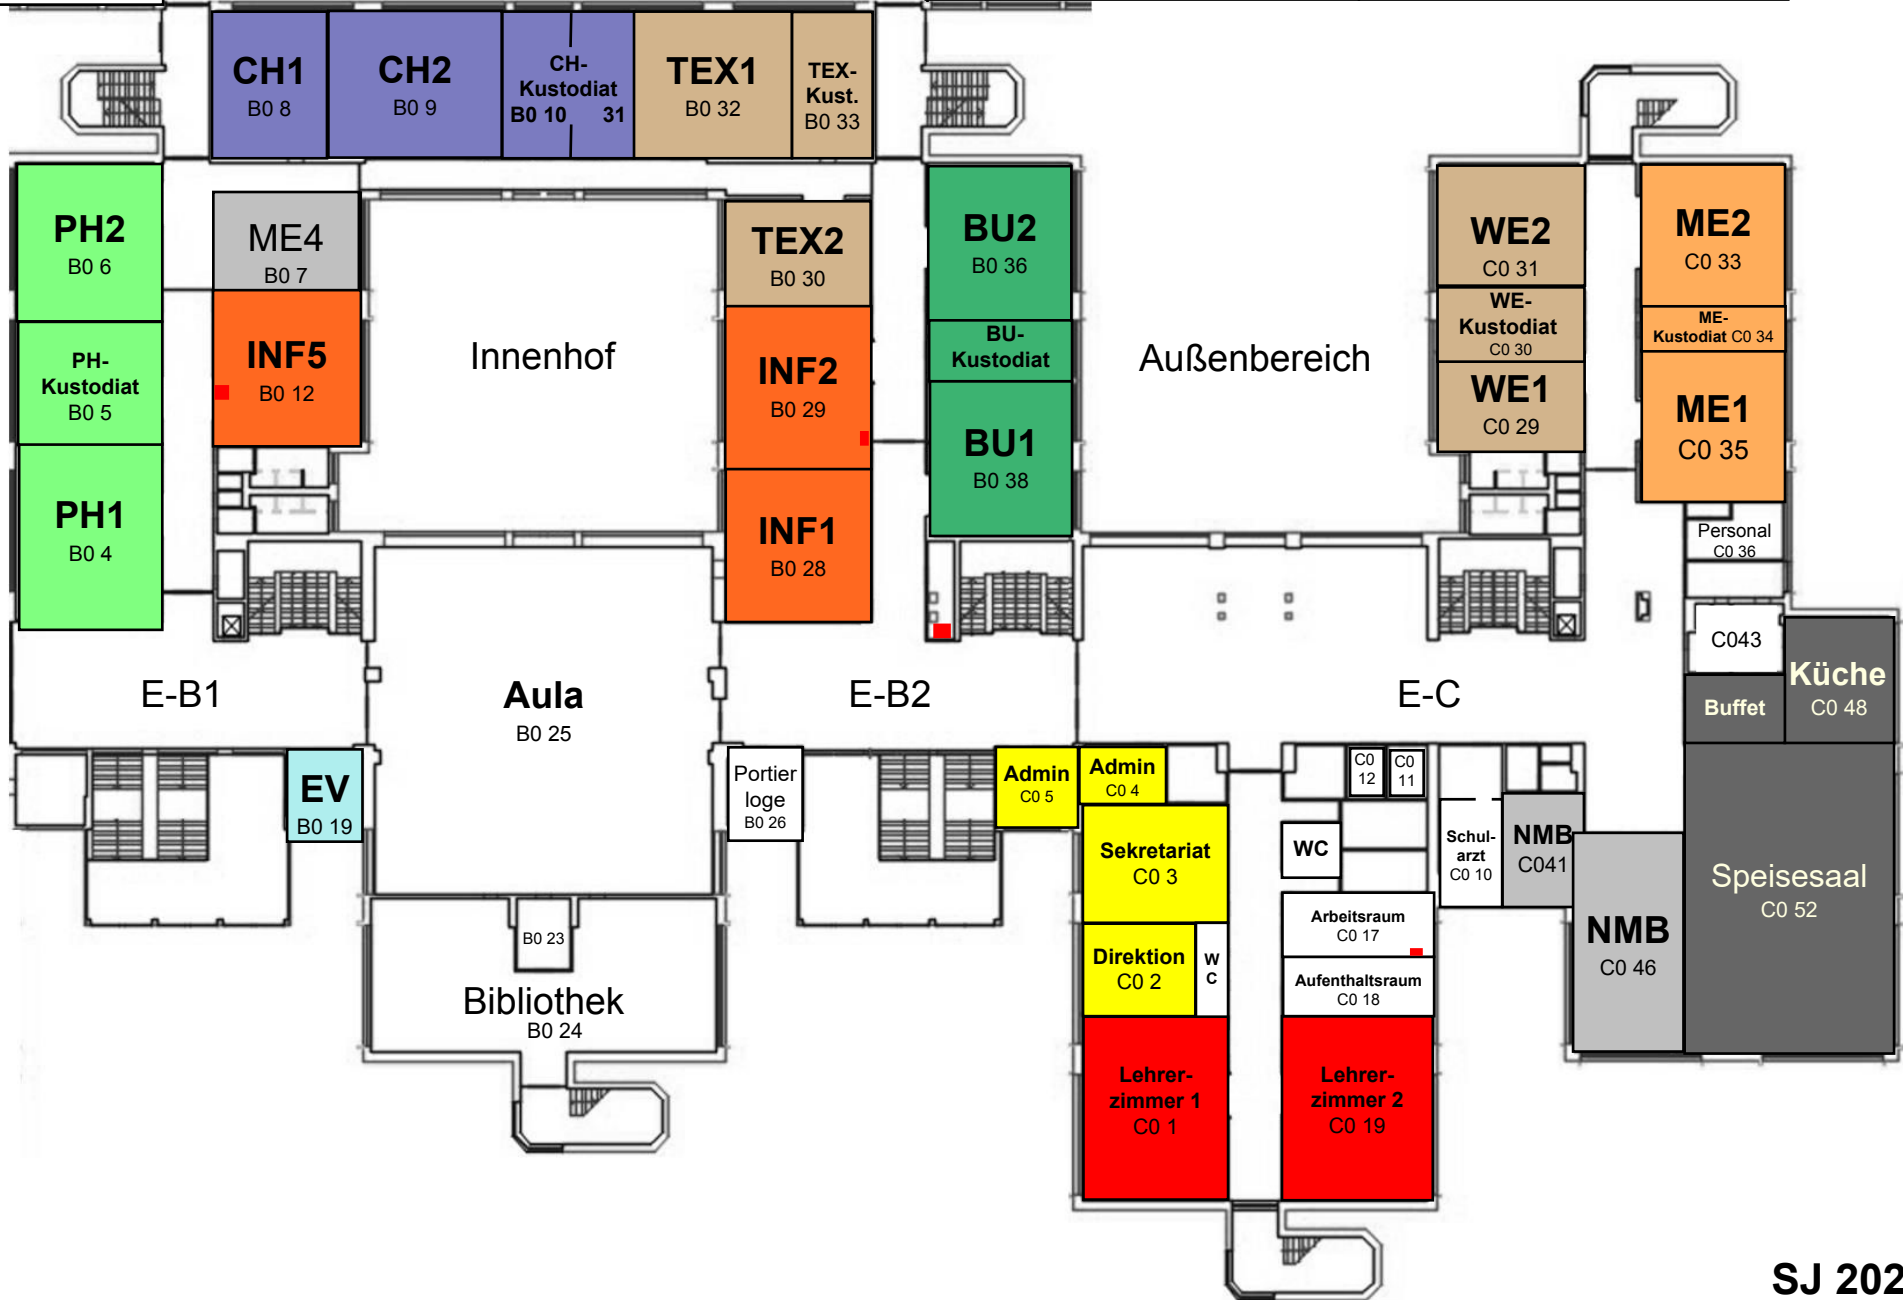 CH1
B0 8
CH2
B0 9
CH-
Kustodiat
B0 10 31
TEX1
B0 32
TEX-
Kust.
B0 33
PH2
B0 6
PH-
Kustodiat
B0 5
PH1
B0 4
ME4
B0 7
INF5
B0 12
Innenhof
TEX2
B0 30
INF2
B0 29
INF1
B0 28
BU2
B0 36
BU-
Kustodiat
BU1
B0 38
Außenbereich
WE2
C0 31
WE-
Kustodiat
C0 30
WE1
C0 29
ME2
C0 33
ME-
Kustodiat C0 34
ME1
C0 35
Personal
C0 36
C043
Küche
C0 48
Buffet
Speisesaal
C0 52
E-B1
Aula
B0 25
E-B2
E-C
EV
B0 19
Portier
loge
B0 26
Admin
C0 5
Admin
C0 4
Sekretariat
C0 3
Direktion
C0 2
W
C
Lehrer-
zimmer 1
C0 1
C0
12
C0
11
WC
Arbeitsraum
C0 17
Aufenthaltsraum
C0 18
Lehrer-
zimmer 2
C0 19
Schul-
arzt
C0 10
NMB
C041
NMB
C0 46
B0 23
Bibliothek
B0 24
SJ 202